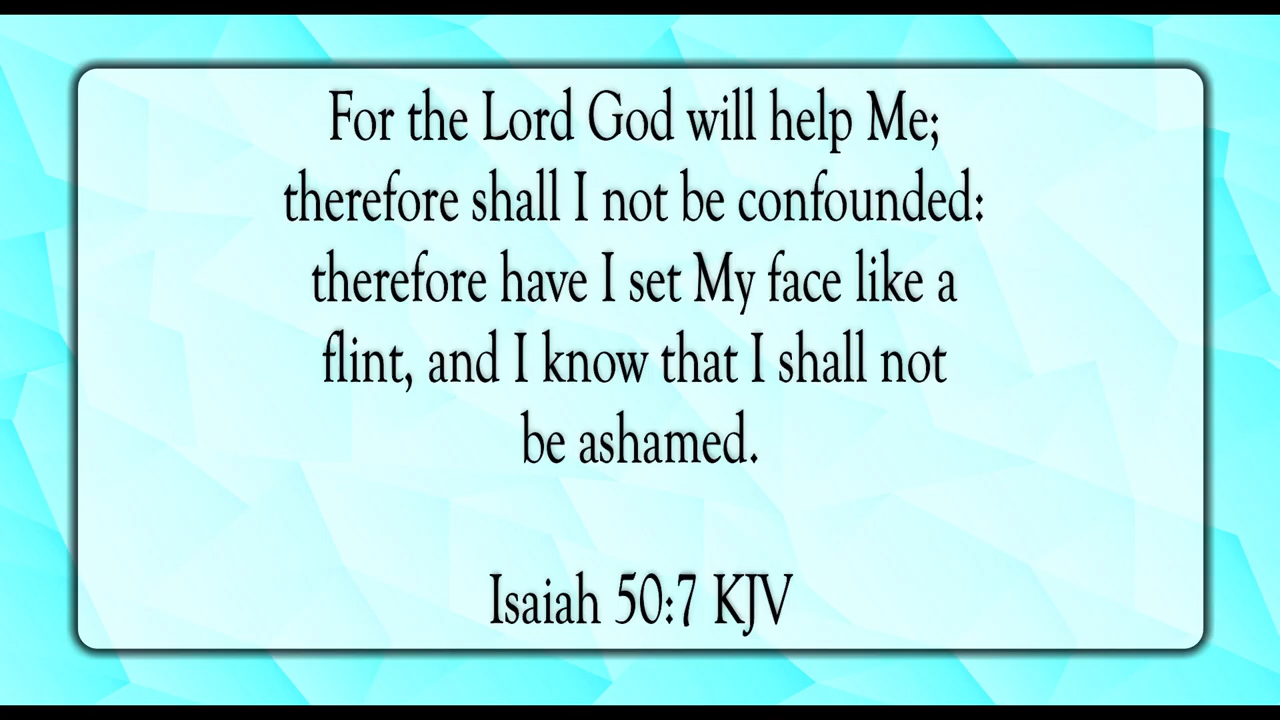 For the Lord God will help Me;
therefore shall I not be confounded:
therefore have I set My face like a
flint, and I know that I shall not
be ashamed.
Isaiah 50:7 KJV